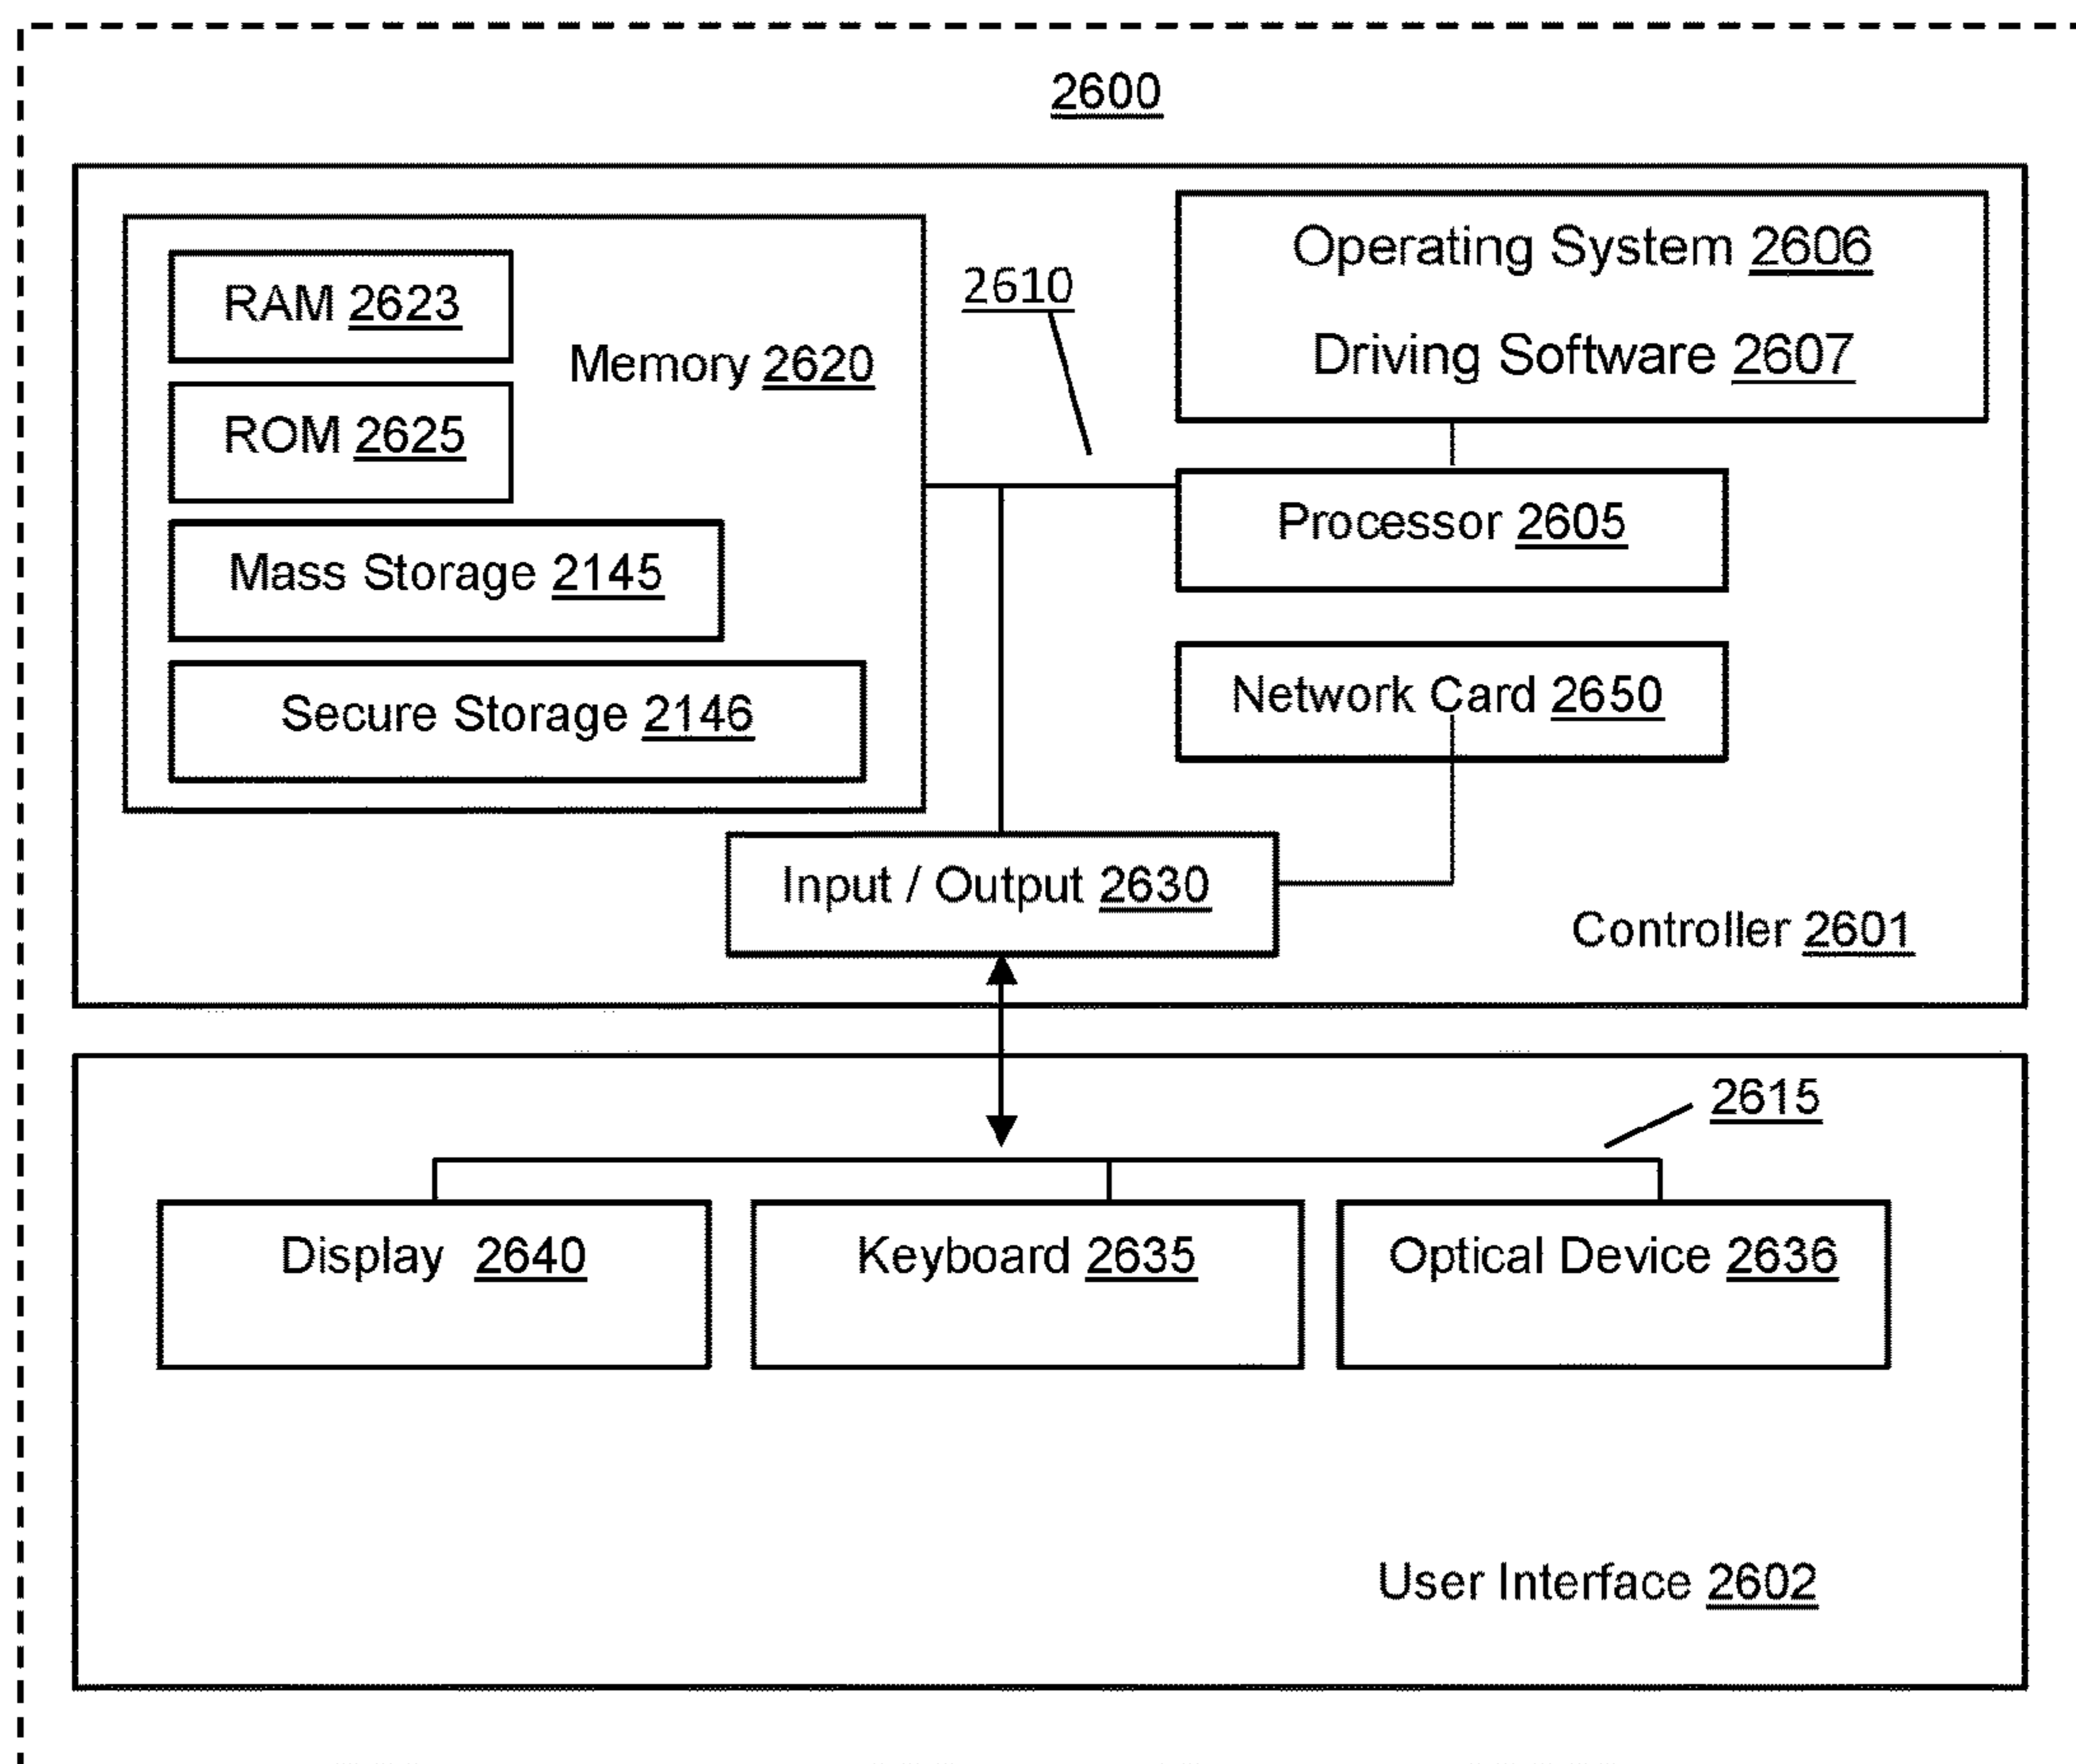 2600
Operating System 2606
Driving Software 2607
RAM 2623
2610
Memory 2620
ROM 2625
Processor 2605
Mass Storage 2145
Network Card 2650
Secure Storage 2146
Input / Output 2630
Controller 2601
2615
Display 2640
Keyboard 2635
Optical Device 2636
User Interface 2602